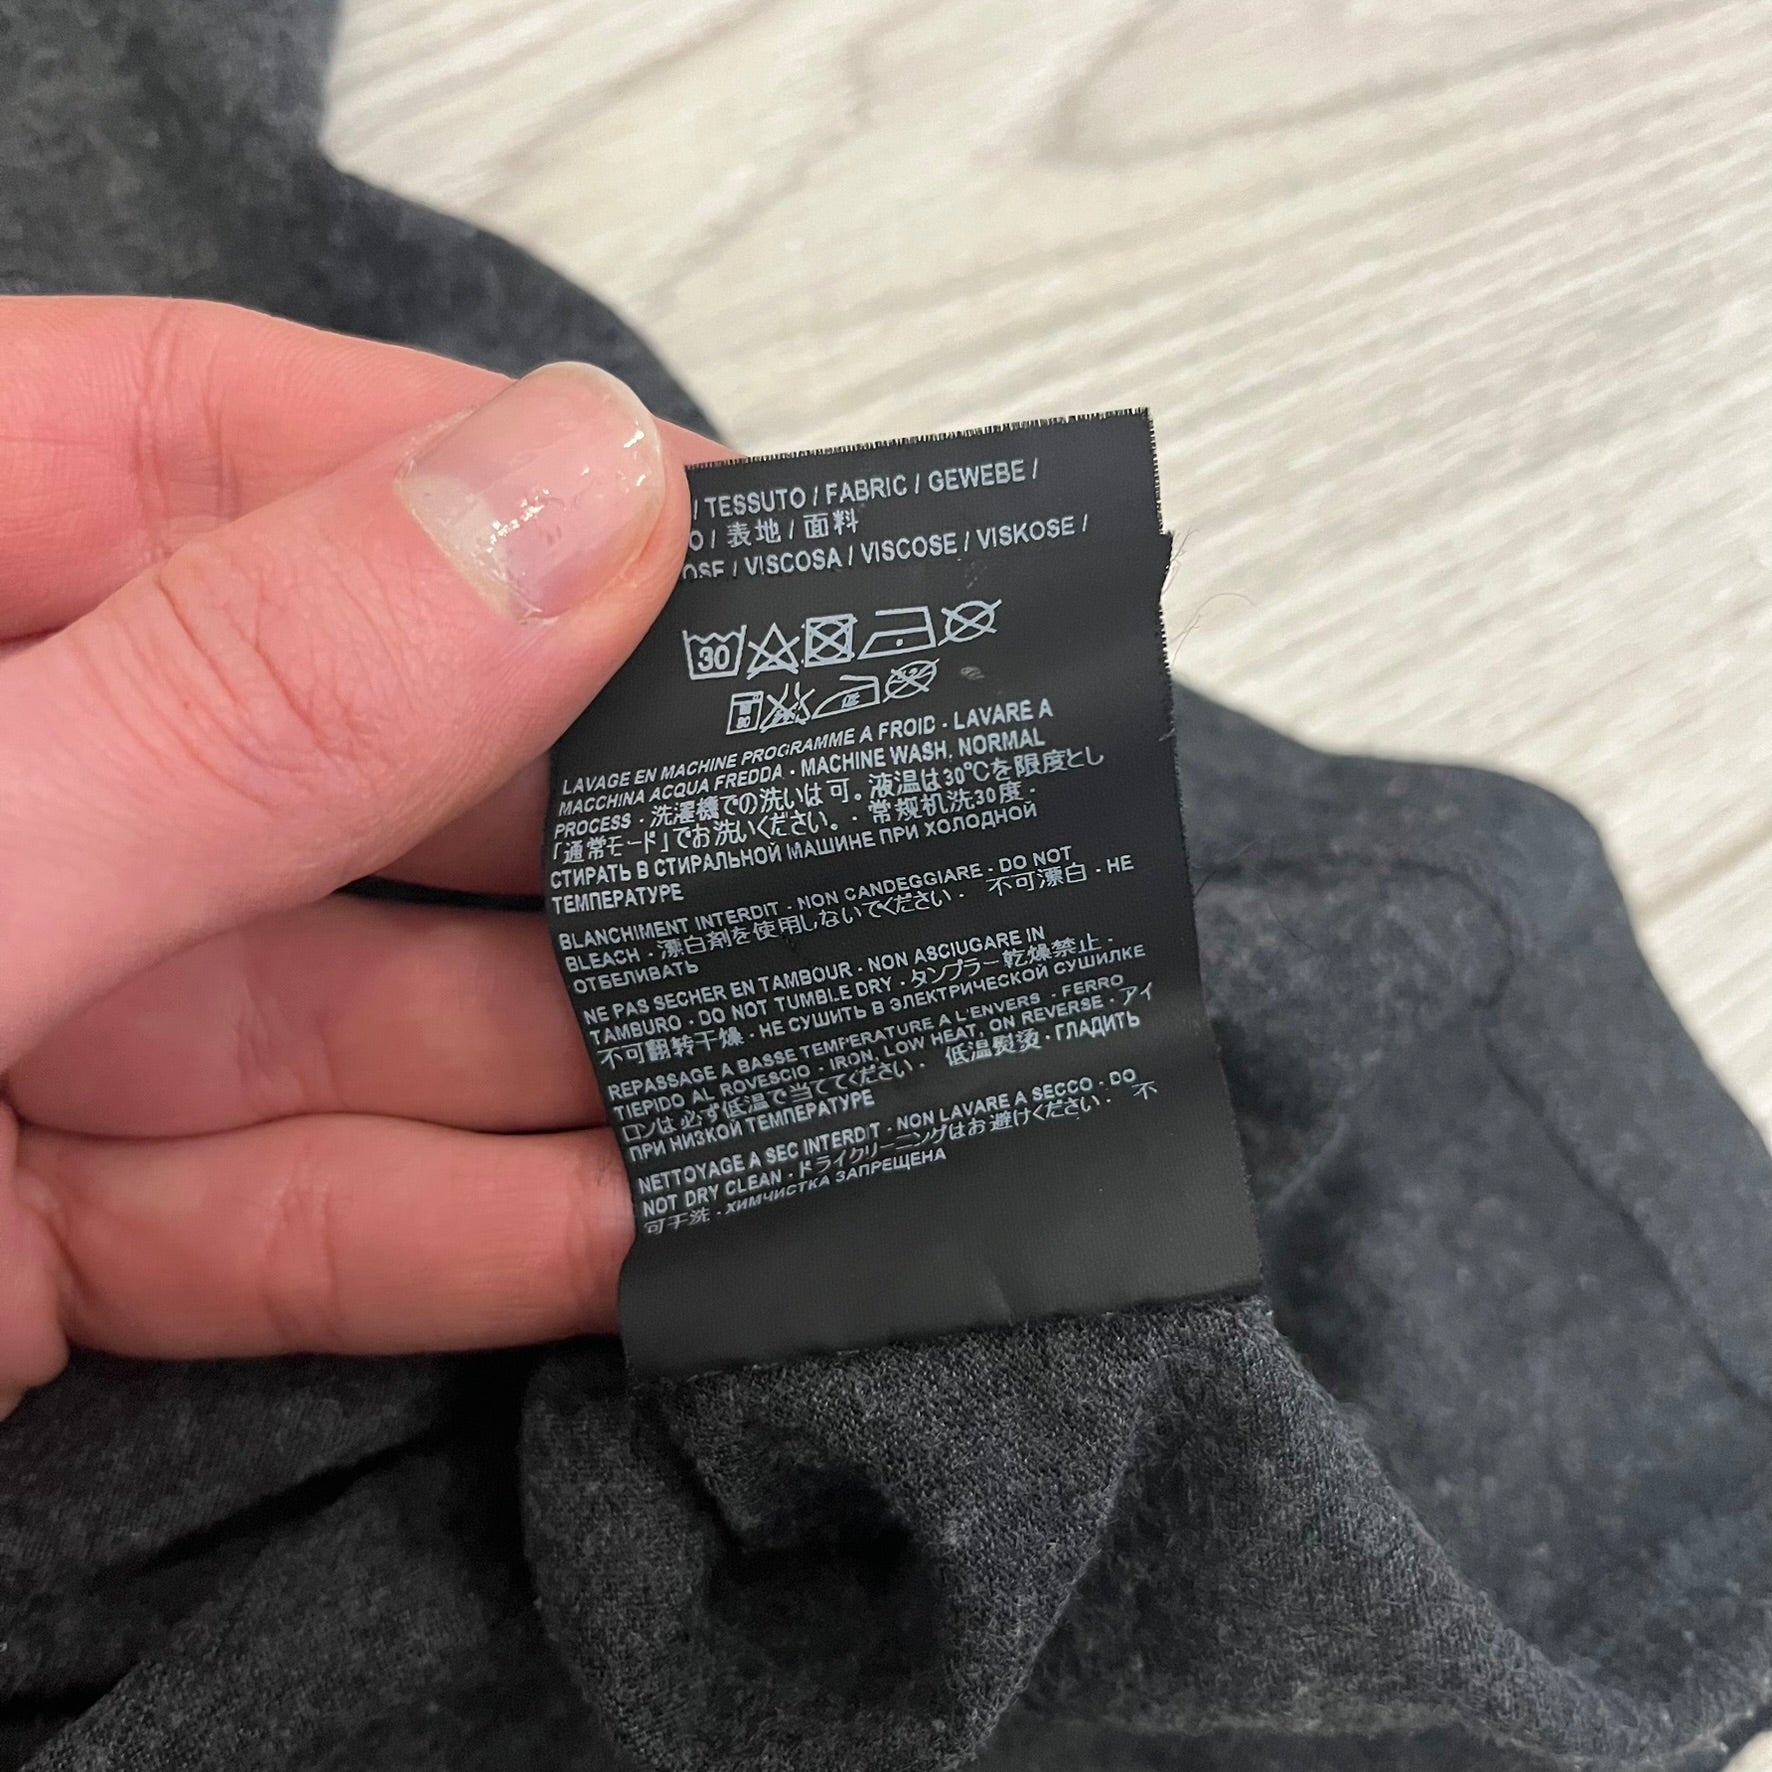 / TESSUTO / FABRIC / GEWEBE /
O / 表地 / 面料
OSE / VISCOSA / VISCOSE / VISKOSE /
30
LAVAGE EN MACHINE PROGRAMME A FROID - LAVARE A
MACCHINA ACQUA FREDDA - MACHINE WASH, NORMAL
PROCESS - 洗濯機での洗いは可。液温は30℃を限度とし
「通常モード」でお洗いください。- 常规机洗30度 -
СТИРАТЬ В СТИРАЛЬНОЙ МАШИНЕ ПРИ ХОЛОДНОЙ
ТЕМПЕРАТУРЕ
BLANCHIMENT INTERDIT - NON CANDEGGIARE - DO NOT
BLEACH - 漂白剤を使用しないでください - 不可漂白 - НЕ
ОТБЕЛИВАТЬ
NE PAS SECHER EN TAMBOUR - NON ASCIUGARE IN
TAMBURO - DO NOT TUMBLE DRY - タンブラー乾燥禁止 -
不可翻转干燥 - НЕ СУШИТЬ В ЭЛЕКТРИЧЕСКОЙ СУШИЛКЕ
REPASSAGE A BASSE TEMPERATURE A L'ENVERS - FERRO
TIEPIDO AL ROVESCIO - IRON, LOW HEAT, ON REVERSE - アイ
ロンは必ず低温で当ててください - 低温熨烫 - ГЛАДИТЬ
ПРИ НИЗКОЙ ТЕМПЕРАТУРЕ
NETTOYAGE A SEC INTERDIT - NON LAVARE A SECCO - DO
NOT DRY CLEAN - ドライクリーニングはお避けください - 不
可干洗 - ХИМЧИСТКА ЗАПРЕЩЕНА